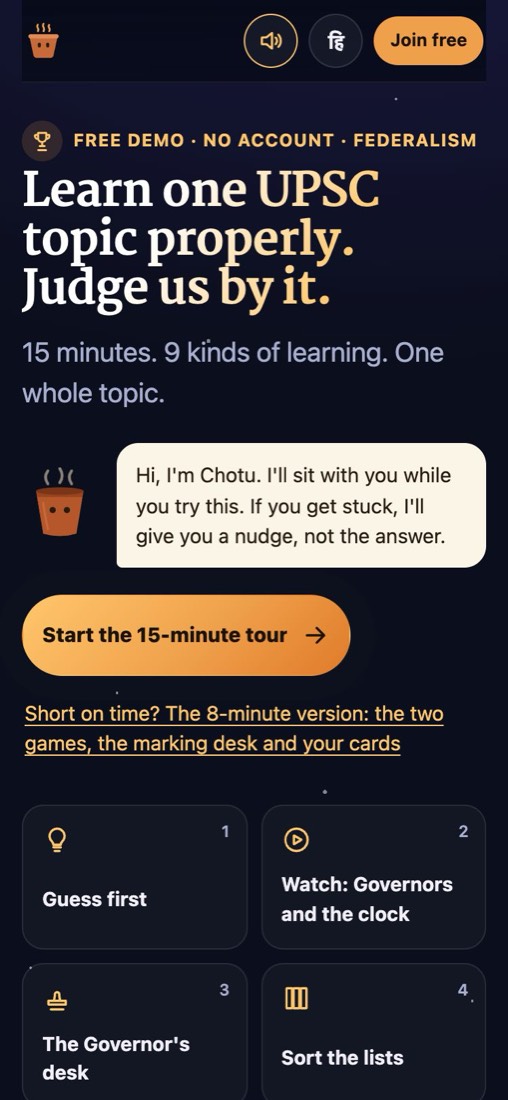 हि
Join free
FREE DEMO · NO ACCOUNT · FEDERALISM
Learn one UPSC
topic properly.
Judge us by it.
15 minutes. 9 kinds of learning. One
whole topic.
Hi, I'm Chotu. I'll sit with you while
you try this. If you get stuck, I'll
give you a nudge, not the answer.
Start the 15-minute tour →
Short on time? The 8-minute version: the two
games, the marking desk and your cards
1
Guess first
2
Watch: Governors
and the clock
3
The Governor's
desk
4
Sort the lists